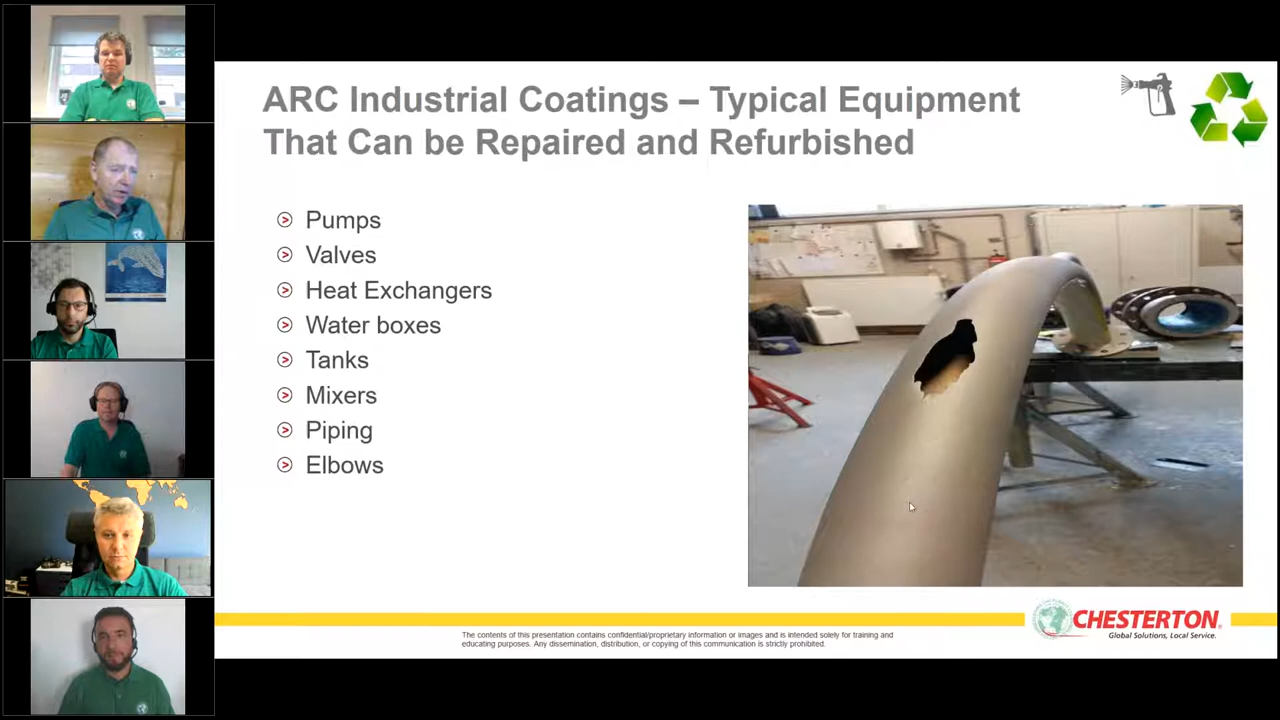 ARC Industrial Coatings – Typical Equipment
That Can be Repaired and Refurbished
Pumps
Valves
Heat Exchangers
Water boxes
Tanks
Mixers
Piping
Elbows
CHESTERTON®
Global Solutions, Local Service.
The contents of this presentation contains confidential/proprietary information or images and is intended solely for training and
educating purposes. Any dissemination, distribution, or copying of this communication is strictly prohibited.